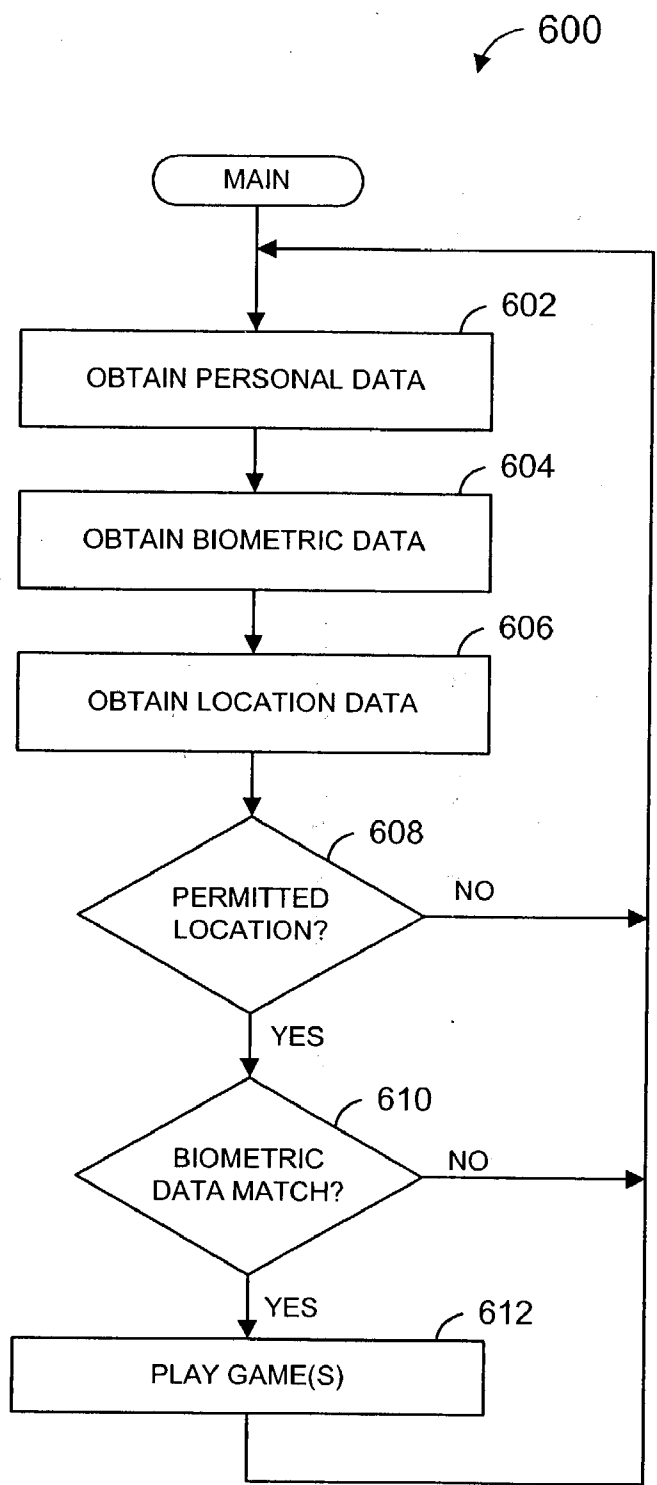 600
MAIN
602
OBTAIN PERSONAL DATA
604
OBTAIN BIOMETRIC DATA
606
OBTAIN LOCATION DATA
608
PERMITTED
LOCATION?
NO
YES
610
BIOMETRIC
DATA MATCH?
NO
YES
612
PLAY GAME(S)